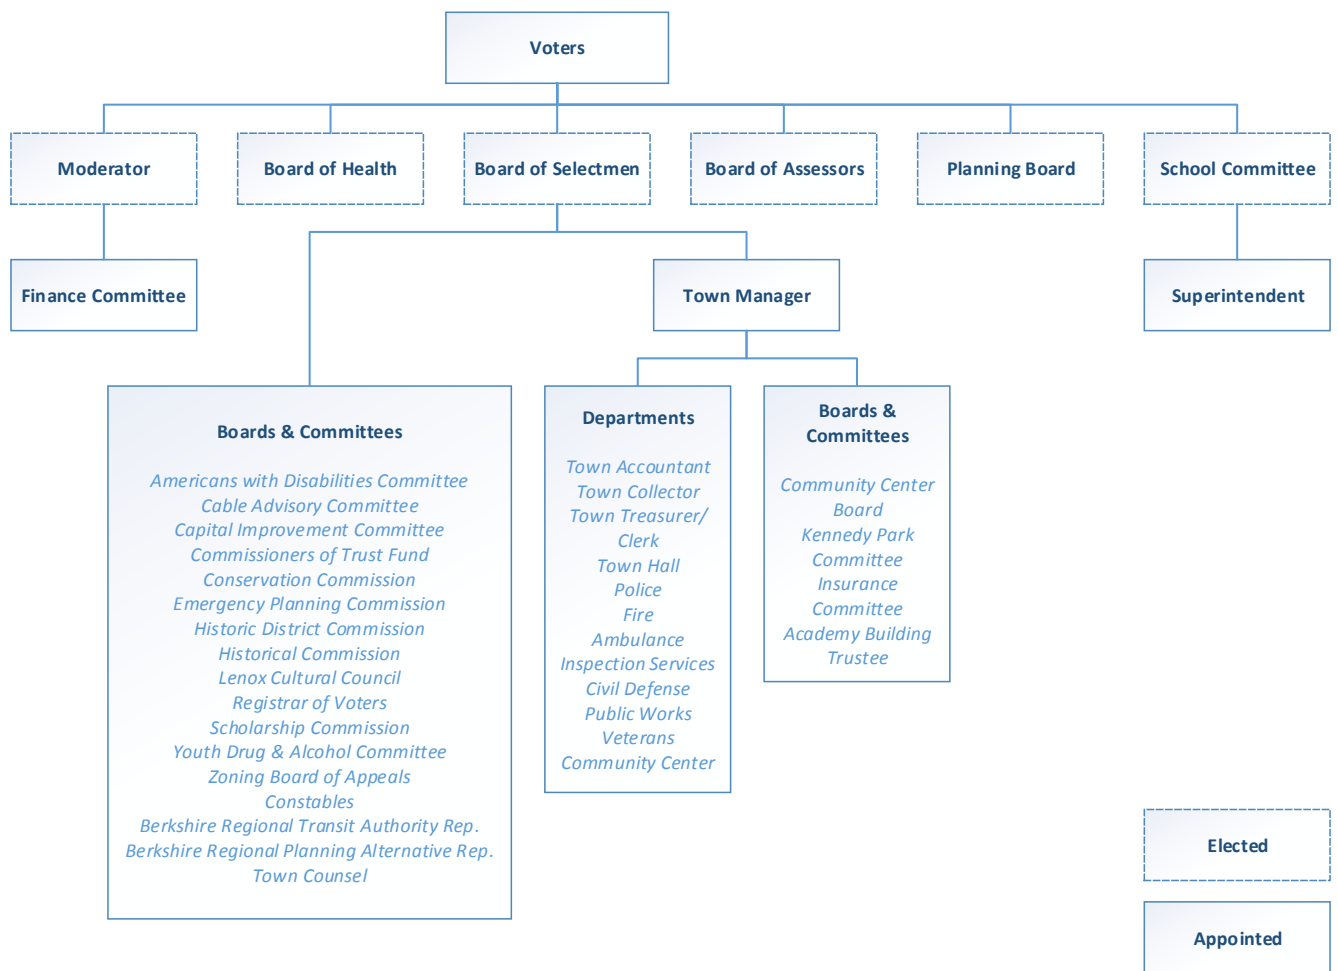 Voters
Moderator
Board of Health
Board of Selectmen
Board of Assessors
Planning Board
School Committee
Finance Committee
Town Manager
Superintendent
Boards & Committees
Americans with Disabilities Committee
Cable Advisory Committee
Capital Improvement Committee
Commissioners of Trust Fund
Conservation Commission
Emergency Planning Commission
Historic District Commission
Historical Commission
Lenox Cultural Council
Registrar of Voters
Scholarship Commission
Youth Drug & Alcohol Committee
Zoning Board of Appeals
Constables
Berkshire Regional Transit Authority Rep.
Berkshire Regional Planning Alternative Rep.
Town Counsel
Departments
Town Accountant
Town Collector
Town Treasurer/
Clerk
Town Hall
Police
Fire
Ambulance
Inspection Services
Civil Defense
Public Works
Veterans
Community Center
Boards &
Committees
Community Center
Board
Kennedy Park
Committee
Insurance
Committee
Academy Building
Trustee
Elected
Appointed